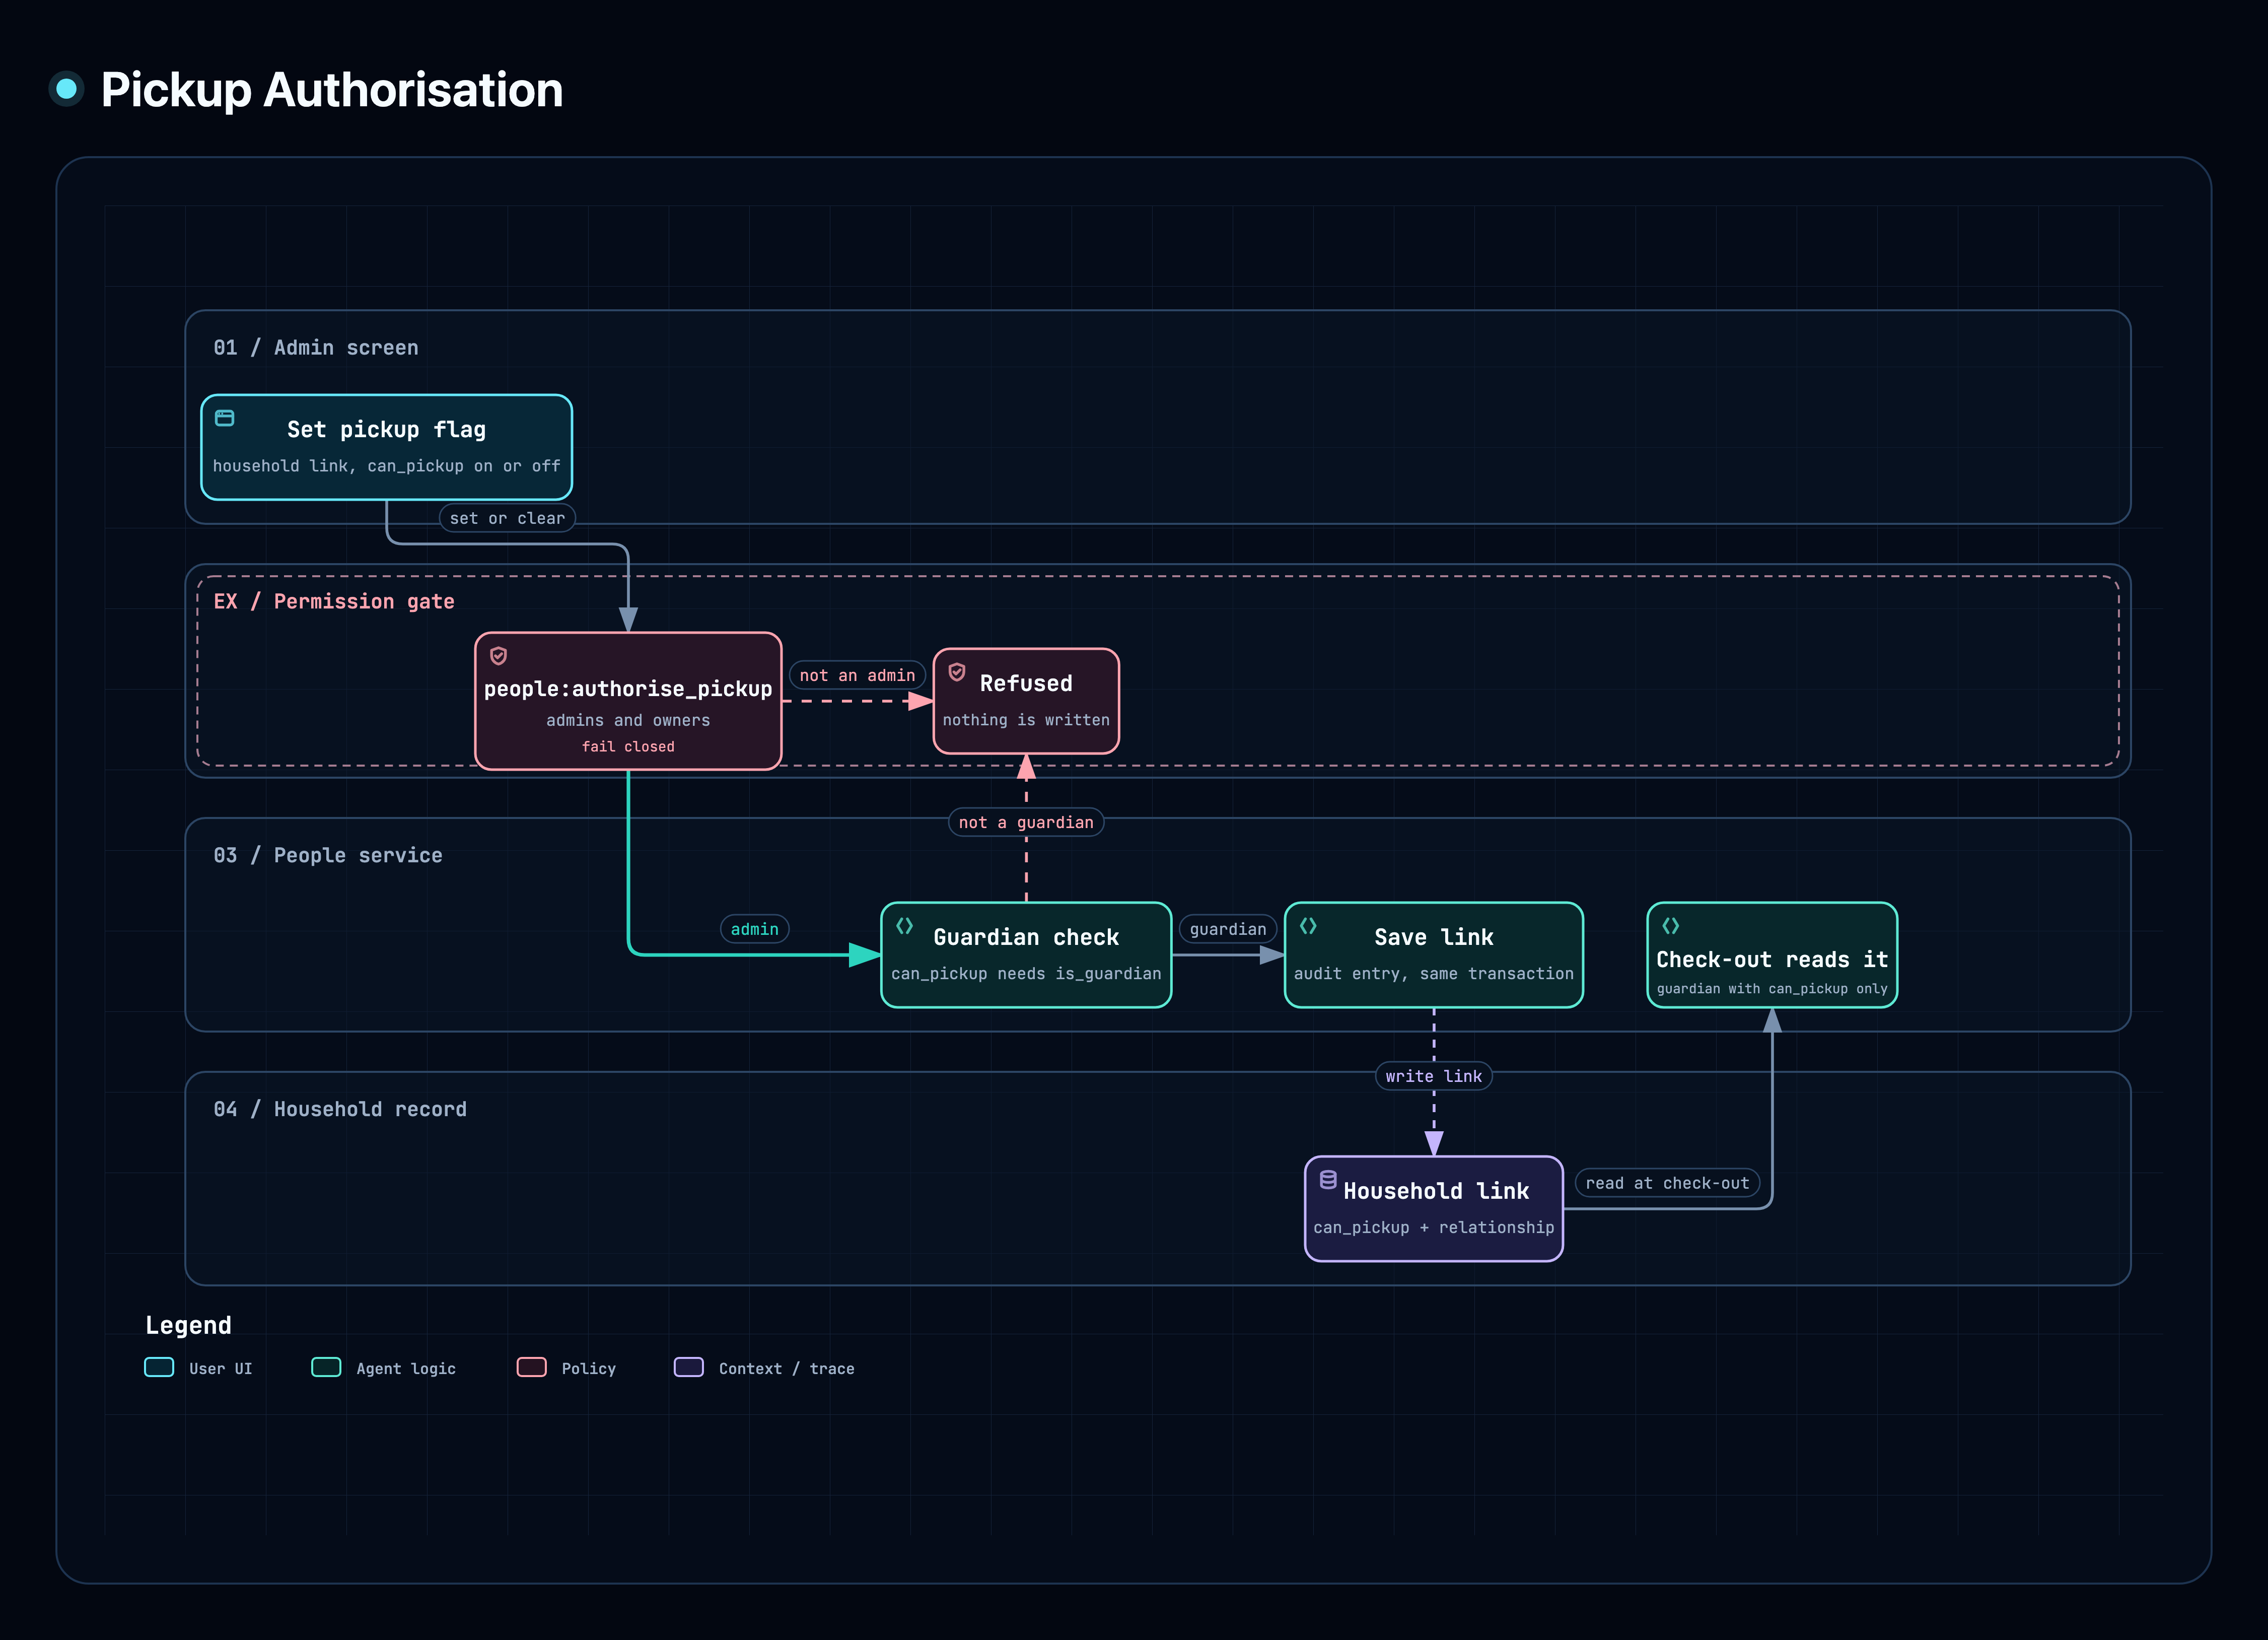 Pickup Authorisation
01 / Admin screen
Set pickup flag
household link, can_pickup on or off
set or clear
EX / Permission gate
people:authorise_pickup
admins and owners
fail closed
not an admin
Refused
nothing is written
not a guardian
03 / People service
admin
Guardian check
can_pickup needs is_guardian
guardian
Save link
audit entry, same transaction
Check-out reads it
guardian with can_pickup only
write link
04 / Household record
Household link
can_pickup + relationship
read at check-out
Legend
User UI
Agent logic
Policy
Context / trace